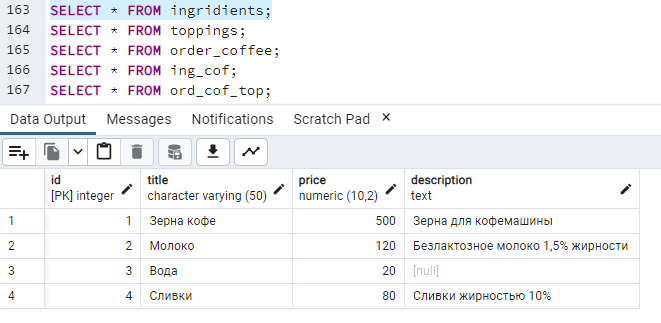 163 SELECT * FROM ingridients;
164 SELECT * FROM toppings;
165 SELECT * FROM order_coffee;
166 SELECT * FROM ing_cof;
167 SELECT * FROM ord_cof_top;
Data Output Messages Notifications Scratch Pad ×
id title price description
[PK] integer character varying (50) numeric (10,2) text
1 1 Зерна кофе 500 Зерна для кофемашины
2 2 Молоко 120 Безлактозное молоко 1,5% жирности
3 3 Вода 20 [null]
4 4 Сливки 80 Сливки жирностью 10%